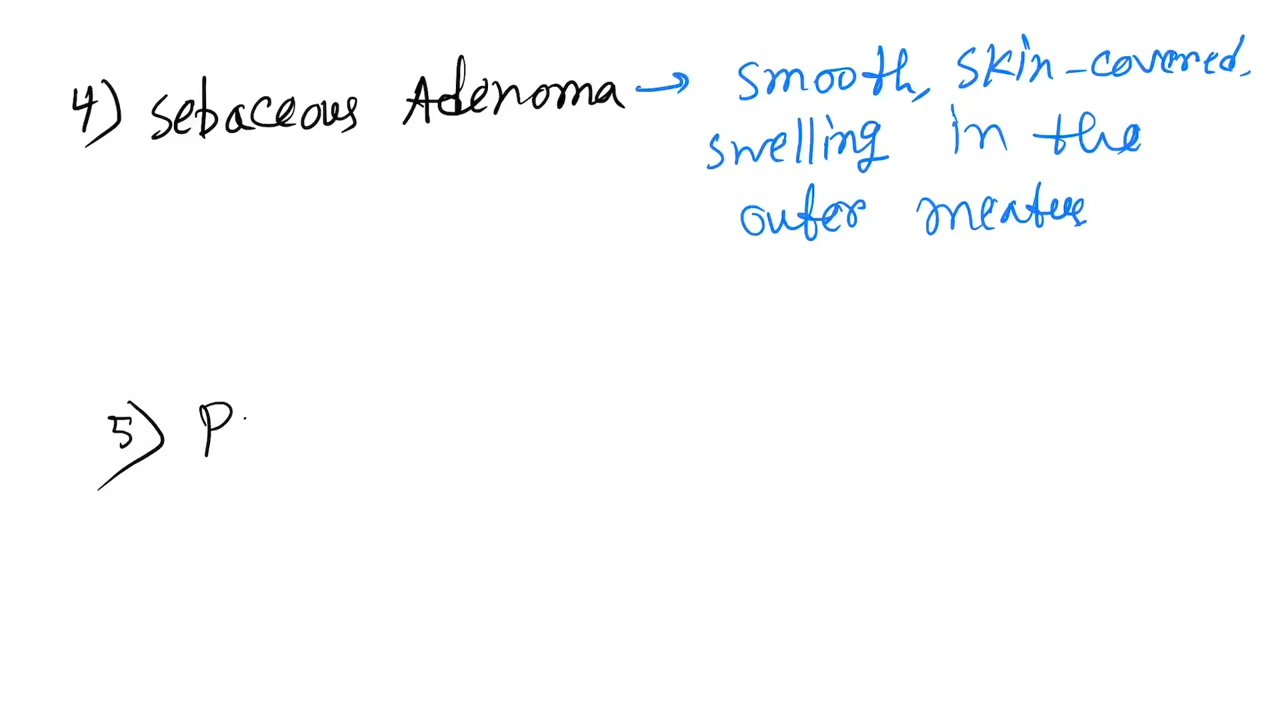 4) sebaceous Adenoma → smooth, skin-covered.
swelling in the
outer meatus
5) P